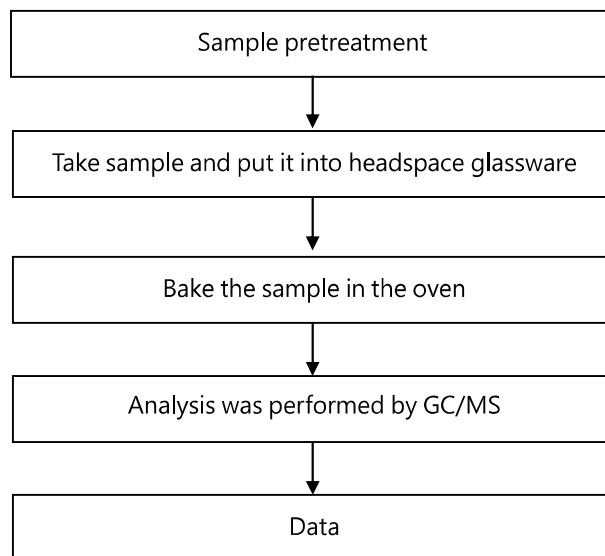 Sample pretreatment
Take sample and put it into headspace glassware
Bake the sample in the oven
Analysis was performed by GC/MS
Data